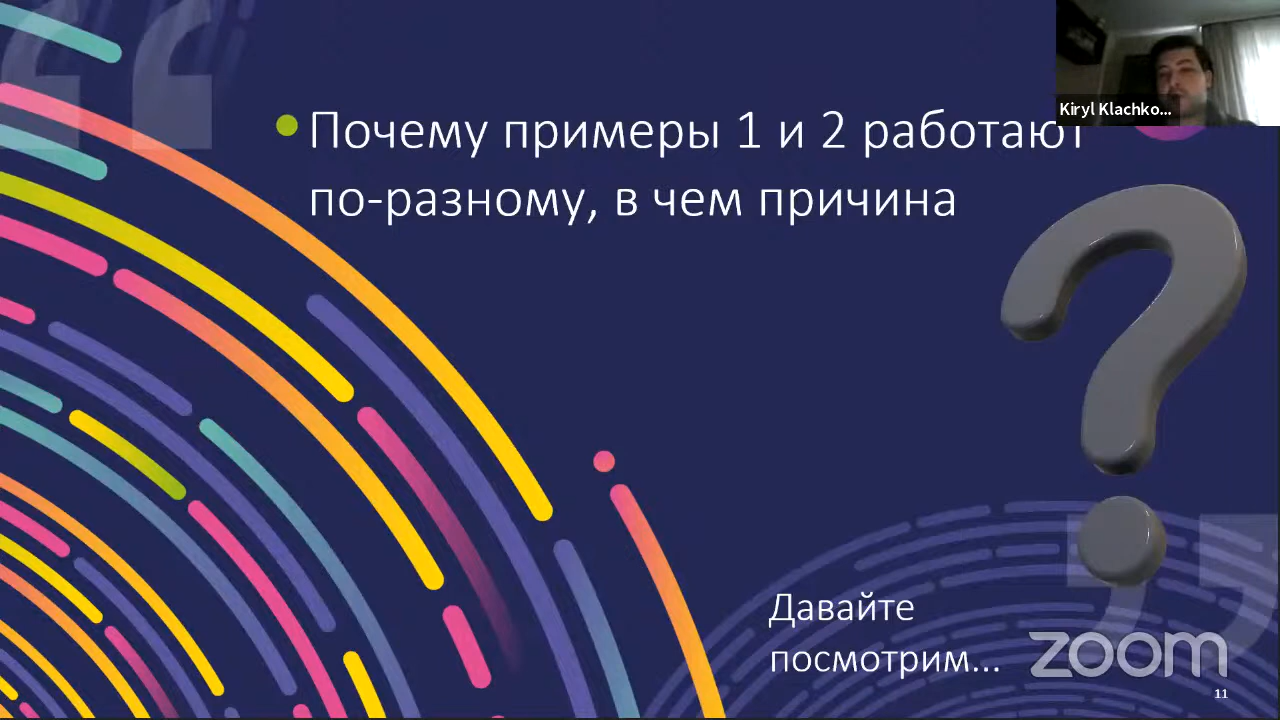 Kiryl Klachko...
Почему примеры 1 и 2 работают
по-разному, в чем причина
Давайте
посмотрим...
zoom
11